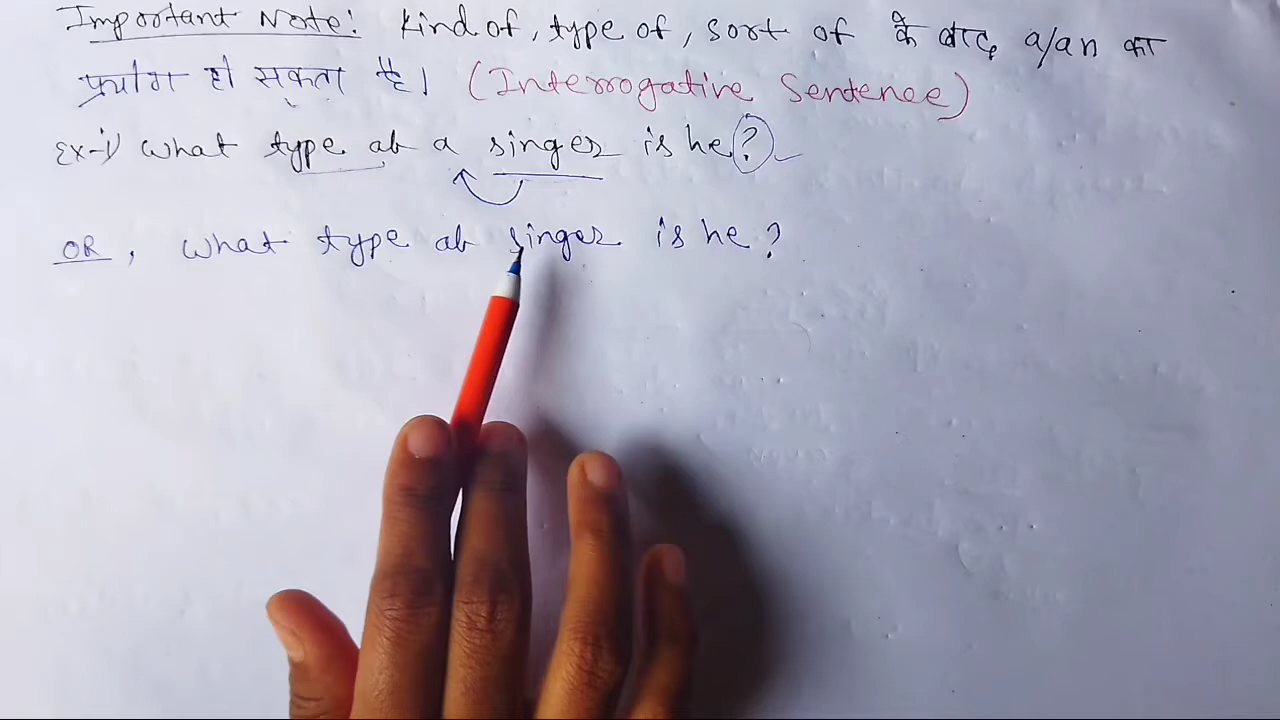 Important Note: Kind of, type of, sort of के बाद a/an का
प्रयोग हो सकता है। (Interrogative Sentence)
Ex-i) What type of a singer is he?
OR, What type of singer is he?